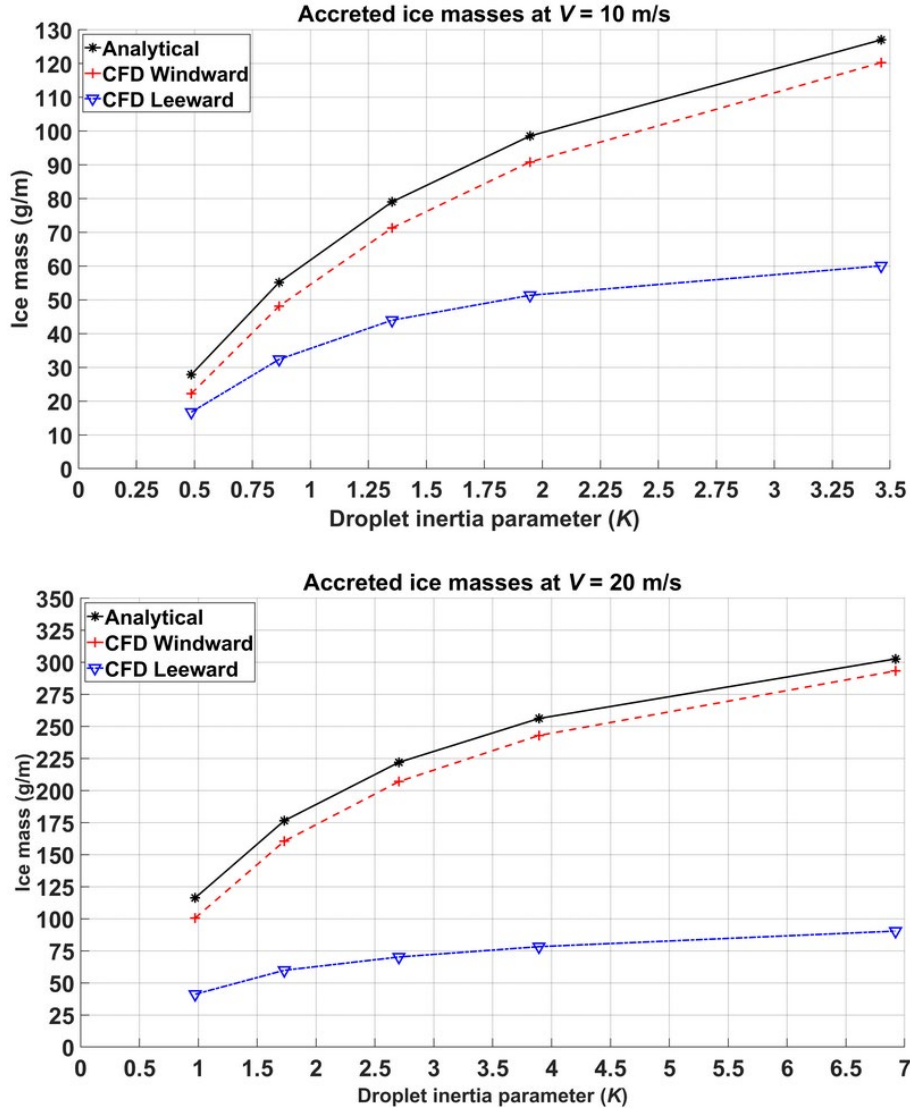 Accreted ice masses at V = 10 m/s
Analytical
CFD Windward
CFD Leeward
130
120
110
100
90
80
70
60
50
40
30
20
10
0
Ice mass (g/m)
0 0.25 0.5 0.75 1 1.25 1.5 1.75 2 2.25 2.5 2.75 3 3.25 3.5
Droplet inertia parameter (K)
Accreted ice masses at V = 20 m/s
Analytical
CFD Windward
CFD Leeward
350
325
300
275
250
225
200
175
150
125
100
75
50
25
0
Ice mass (g/m)
0 0.5 1 1.5 2 2.5 3 3.5 4 4.5 5 5.5 6 6.5 7
Droplet inertia parameter (K)